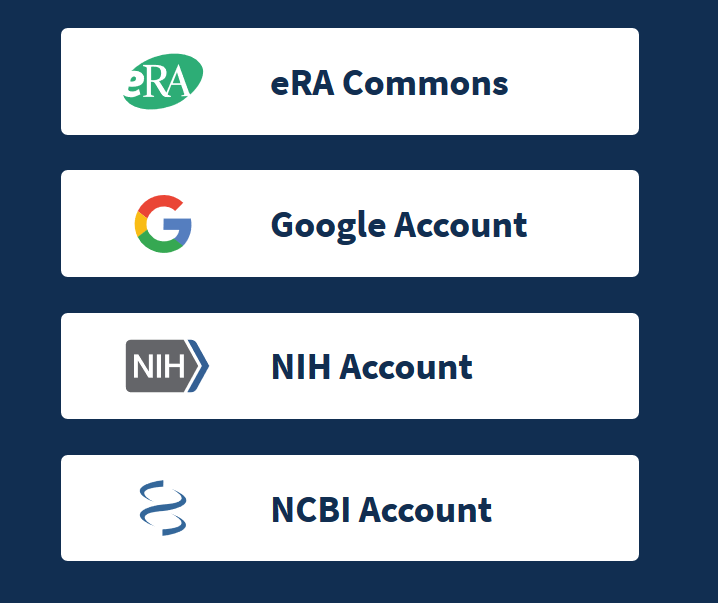 eRA
eRA Commons
Google Account
NIH
NIH Account
NCBI Account